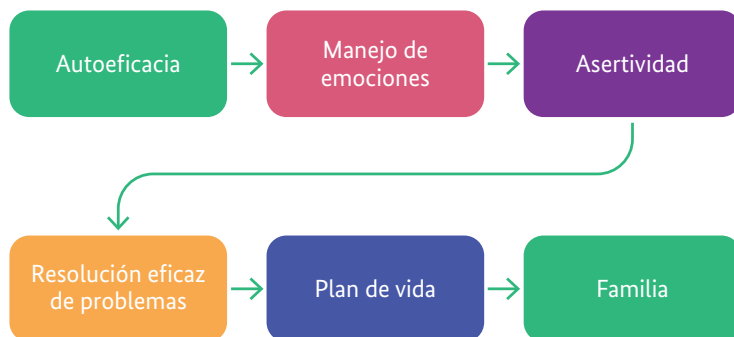 Autoeficacia
Manejo de
emociones
Asertividad
Resolución eficaz
de problemas
Plan de vida
Familia